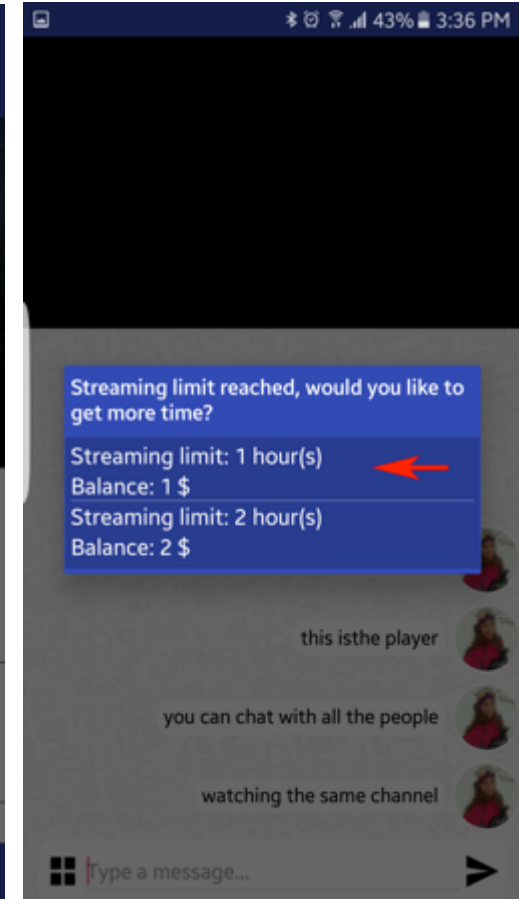 43% 3:36 PM
Streaming limit reached, would you like to
get more time?
Streaming limit: 1 hour(s)
Balance: 1 $
Streaming limit: 2 hour(s)
Balance: 2 $
this isthe player
you can chat with all the people
watching the same channel
Type a message...